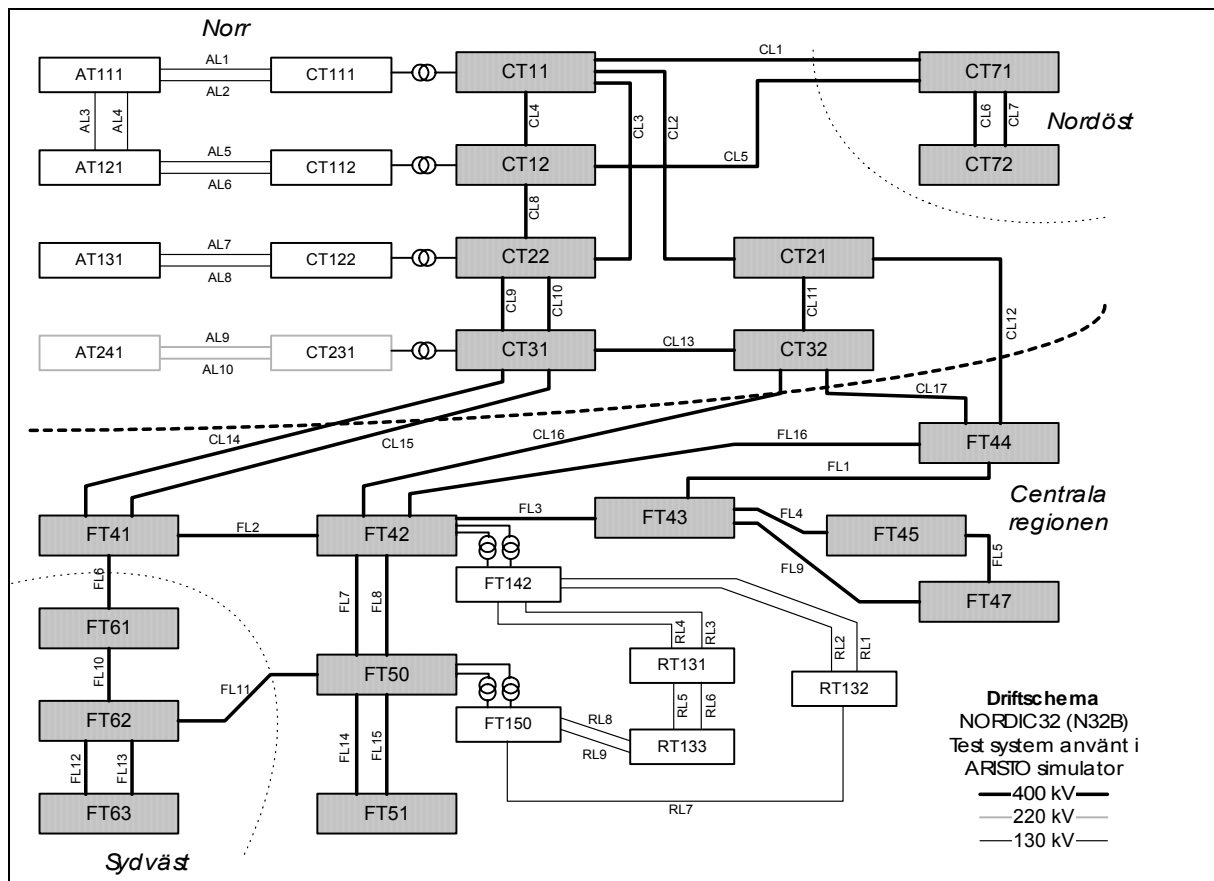 Norr
AT111
AL1
AL2
CT111
CT11
CL1
CT71
AL3
AL4
CL4
CL3
CL2
CL6
CL7
Nordöst
AT121
AL5
AL6
CT112
CT12
CL5
CT72
CL8
AT131
AL7
AL8
CT122
CT22
CT21
CL9
CL10
CL11
CL12
AT241
AL9
AL10
CT231
CT31
CL13
CT32
CL17
CL14
CL15
CL16
FL16
FT44
FL1
Centrala
regionen
FT41
FL2
FT42
FL3
FT43
FL4
FT45
FL5
FL9
FT47
FL6
FL7
FL8
FT142
RL4
RL3
RL2
RL1
FT61
FT50
RT131
RT132
FL10
FL11
RL5
RL6
FT62
FT150
RL8
RL9
RT133
FL12
FL13
FL14
FL15
RL7
FT63
FT51
Sydväst
Driftschema
NORDIC32 (N32B)
Test system använt i
ARISTO simulator
400 kV
220 kV
130 kV